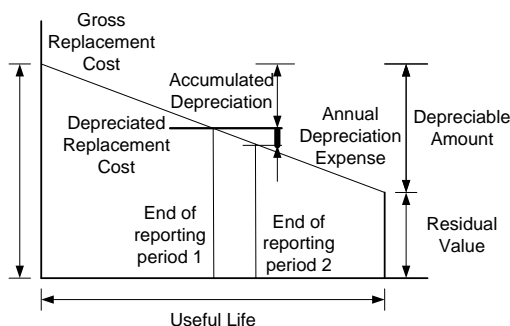 Gross
Replacement
Cost
Accumulated
Depreciation
Annual
Depreciation
Expense
Depreciable
Amount
Depreciated
Replacement
Cost
End of
reporting
period 1
End of
reporting
period 2
Residual
Value
Useful Life